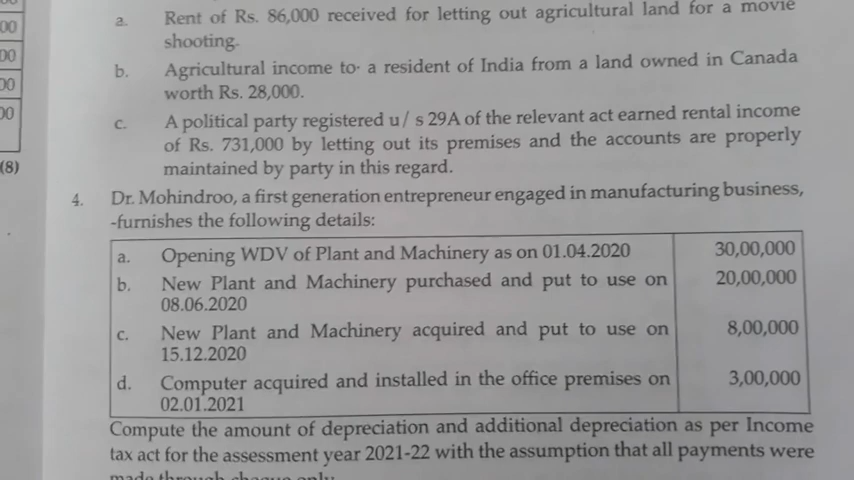 00
a. Rent of Rs. 86,000 received for letting out agricultural land for a movie
shooting.
b. Agricultural income to· a resident of India from a land owned in Canada
worth Rs. 28,000.
c. A political party registered u/ s 29A of the relevant act earned rental income
of Rs. 731,000 by letting out its premises and the accounts are properly
maintained by party in this regard.
00
00
00
(8)
4. Dr. Mohindroo, a first generation entrepreneur engaged in manufacturing business,
-furnishes the following details:
a. Opening WDV of Plant and Machinery as on 01.04.2020 30,00,000
b. New Plant and Machinery purchased and put to use on 20,00,000
08.06.2020
c. New Plant and Machinery acquired and put to use on 8,00,000
15.12.2020
d. Computer acquired and installed in the office premises on 3,00,000
02.01.2021
Compute the amount of depreciation and additional depreciation as per Income
tax act for the assessment year 2021-22 with the assumption that all payments were
made through cheque only.